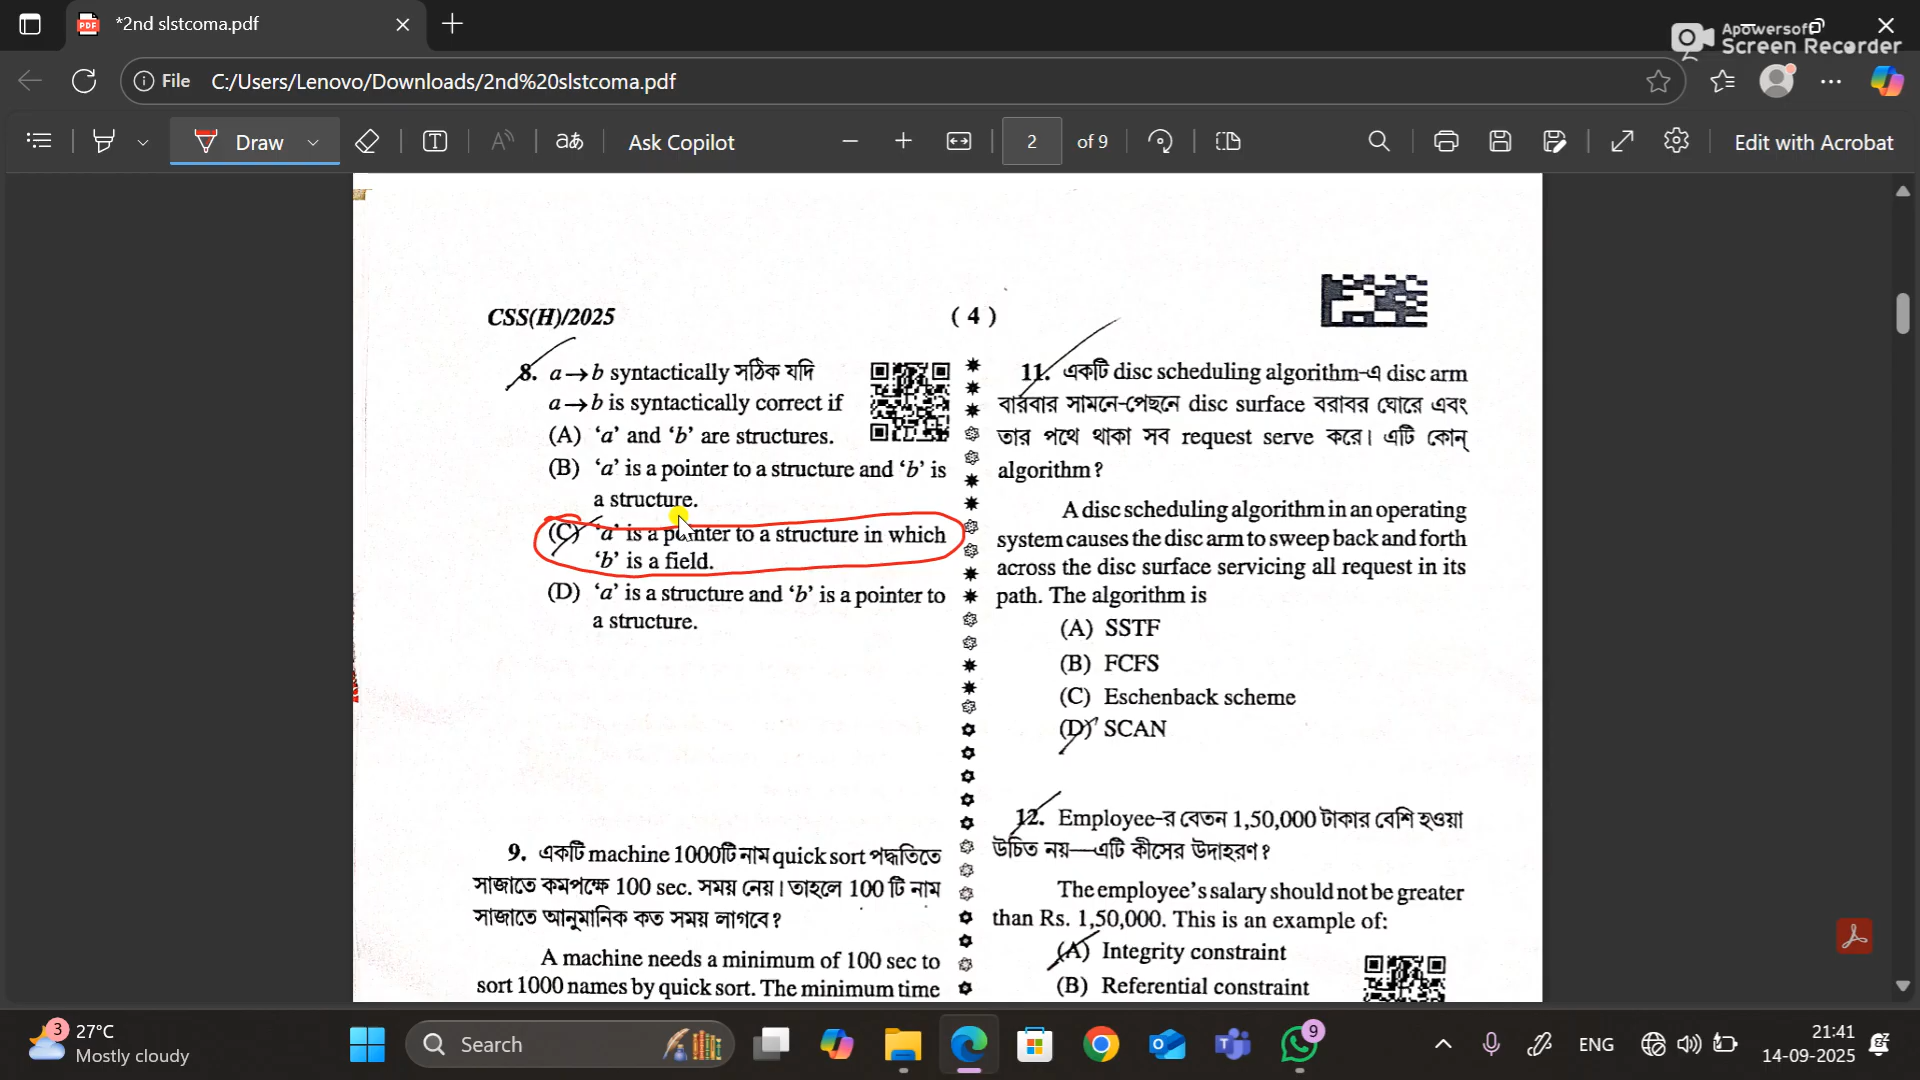 *2nd slstcoma.pdf
Apowersoft
Screen Recorder
File C:/Users/Lenovo/Downloads/2nd%20slstcoma.pdf
Draw
Ask Copilot
2 of 9
Edit with Acrobat
CSS(H)/2025
( 4 )
8. a→b syntactically সঠিক যদি
a→b is syntactically correct if
(A) ‘a’ and ‘b’ are structures.
(B) ‘a’ is a pointer to a structure and ‘b’ is
a structure.
(C) ‘a’ is a pointer to a structure in which
‘b’ is a field.
(D) ‘a’ is a structure and ‘b’ is a pointer to
a structure.
9. একটি machine 1000টি নাম quick sort পদ্ধতিতে
সাজাতে কমপক্ষে 100 sec. সময় নেয়। তাহলে 100 টি নাম
সাজাতে আনুমানিক কত সময় লাগবে?
A machine needs a minimum of 100 sec to
sort 1000 names by quick sort. The minimum time
11. একটি disc scheduling algorithm-এ disc arm
বারবার সামনে-পেছনে disc surface বরাবর ঘোরে এবং
তার পথে থাকা সব request serve করে। এটি কোন্
algorithm?
A disc scheduling algorithm in an operating
system causes the disc arm to sweep back and forth
across the disc surface servicing all request in its
path. The algorithm is
(A) SSTF
(B) FCFS
(C) Eschenback scheme
(D) SCAN
12. Employee-র বেতন 1,50,000 টাকার বেশি হওয়া
উচিত নয়—এটি কীসের উদাহরণ?
The employee’s salary should not be greater
than Rs. 1,50,000. This is an example of:
(A) Integrity constraint
(B) Referential constraint
3
27°C
Mostly cloudy
Search
9
ENG
21:41
14-09-2025